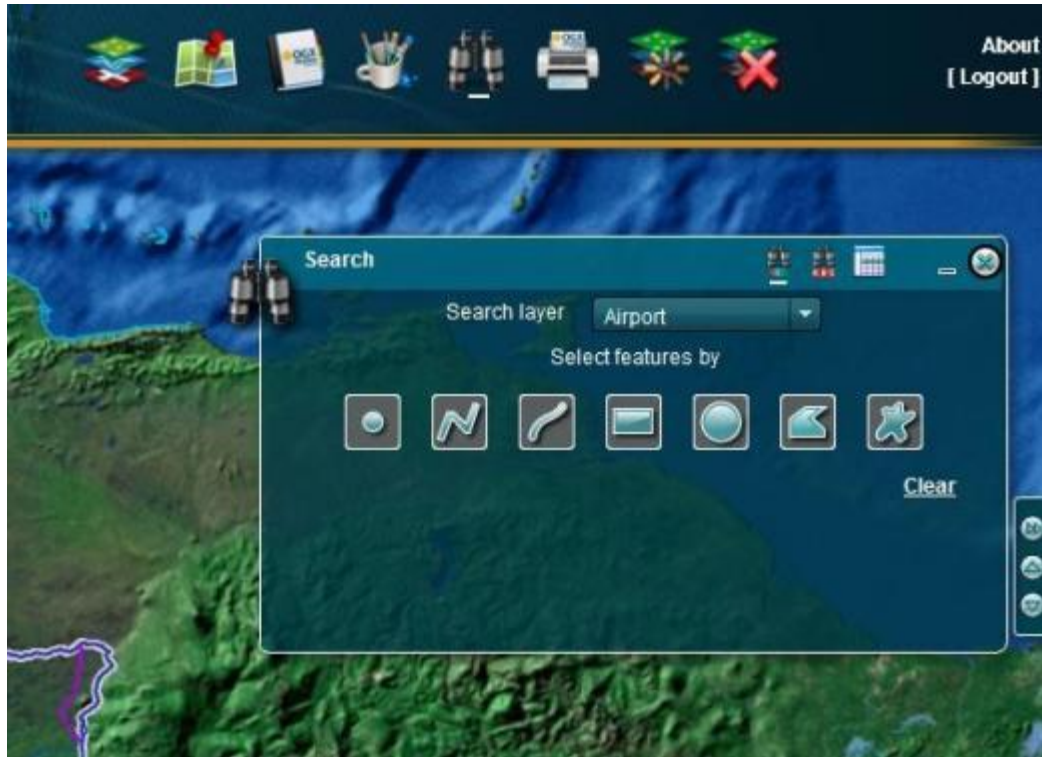 About
[ Logout ]
Search
Search layer
Airport
Select features by
Clear